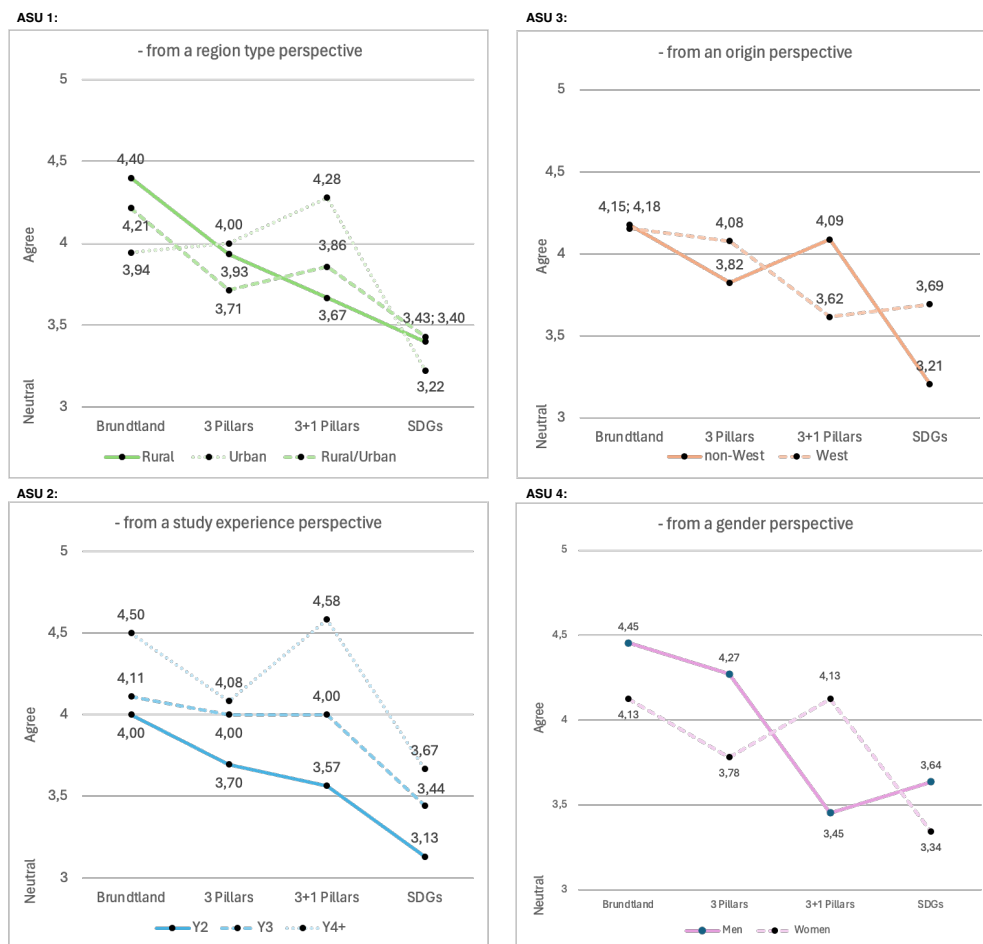 ASU 1:
- from a region type perspective
5
4,5
4
3,5
3
Agree
Neutral
4,40
4,21
3,94
4,00
3,93
3,71
4,28
3,86
3,67
3,43; 3,40
3,22
Brundtland 3 Pillars 3+1 Pillars SDGs
Rural Urban Rural/Urban
ASU 3:
- from an origin perspective
5
4,5
4
3,5
3
Agree
Neutral
4,15; 4,18
4,08
3,82
4,09
3,62
3,69
3,21
Brundtland 3 Pillars 3+1 Pillars SDGs
non-West West
ASU 2:
- from a study experience perspective
5
4,5
4
3,5
3
Agree
Neutral
4,50
4,11
4,00
4,08
4,00
3,70
4,58
4,00
3,57
3,67
3,44
3,13
Brundtland 3 Pillars 3+1 Pillars SDGs
Y2 Y3 Y4+
ASU 4:
- from a gender perspective
5
4,5
4
3,5
3
Agree
Neutral
4,45
4,13
4,27
3,78
4,13
3,45
3,64
3,34
Brundtland 3 Pillars 3+1 Pillars SDGs
Men Women